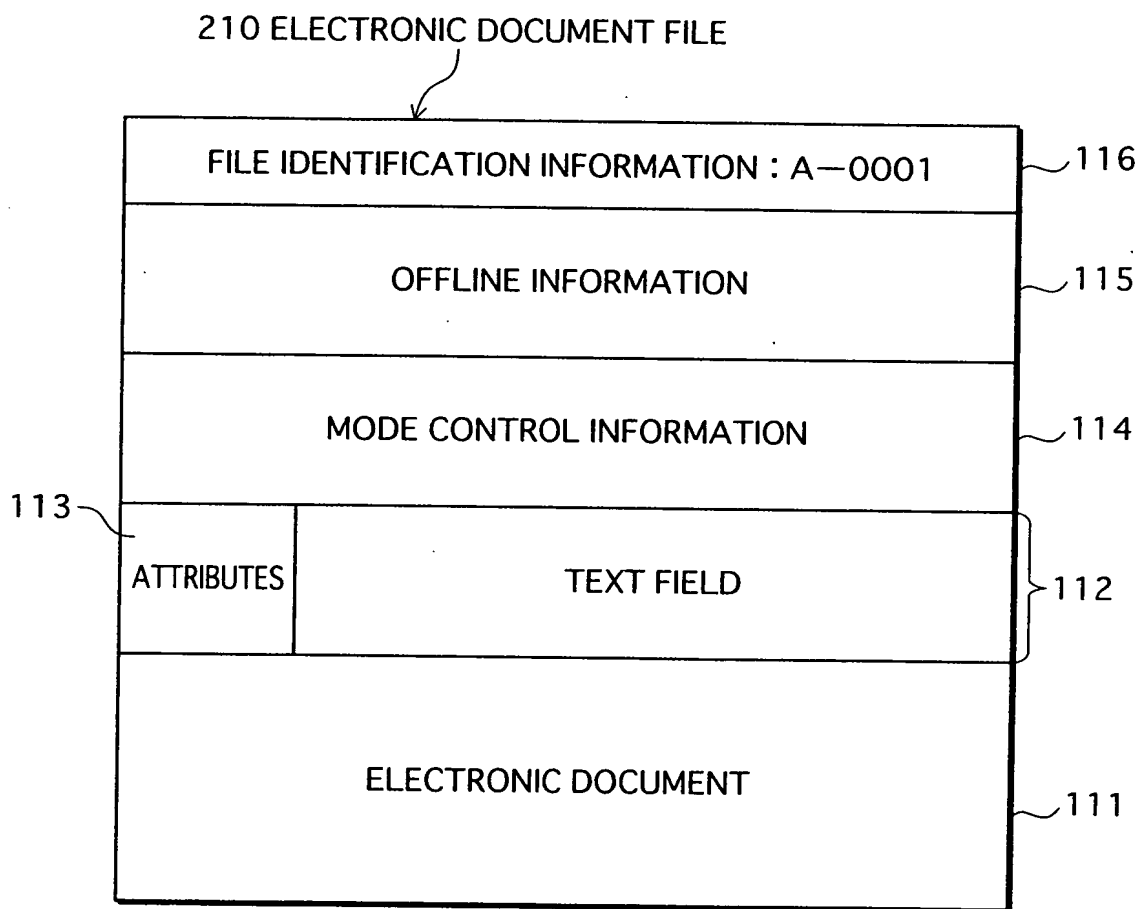 210 ELECTRONIC DOCUMENT FILE
FILE IDENTIFICATION INFORMATION : A—0001
116
OFFLINE INFORMATION
115
MODE CONTROL INFORMATION
114
113
ATTRIBUTES
TEXT FIELD
112
ELECTRONIC DOCUMENT
111